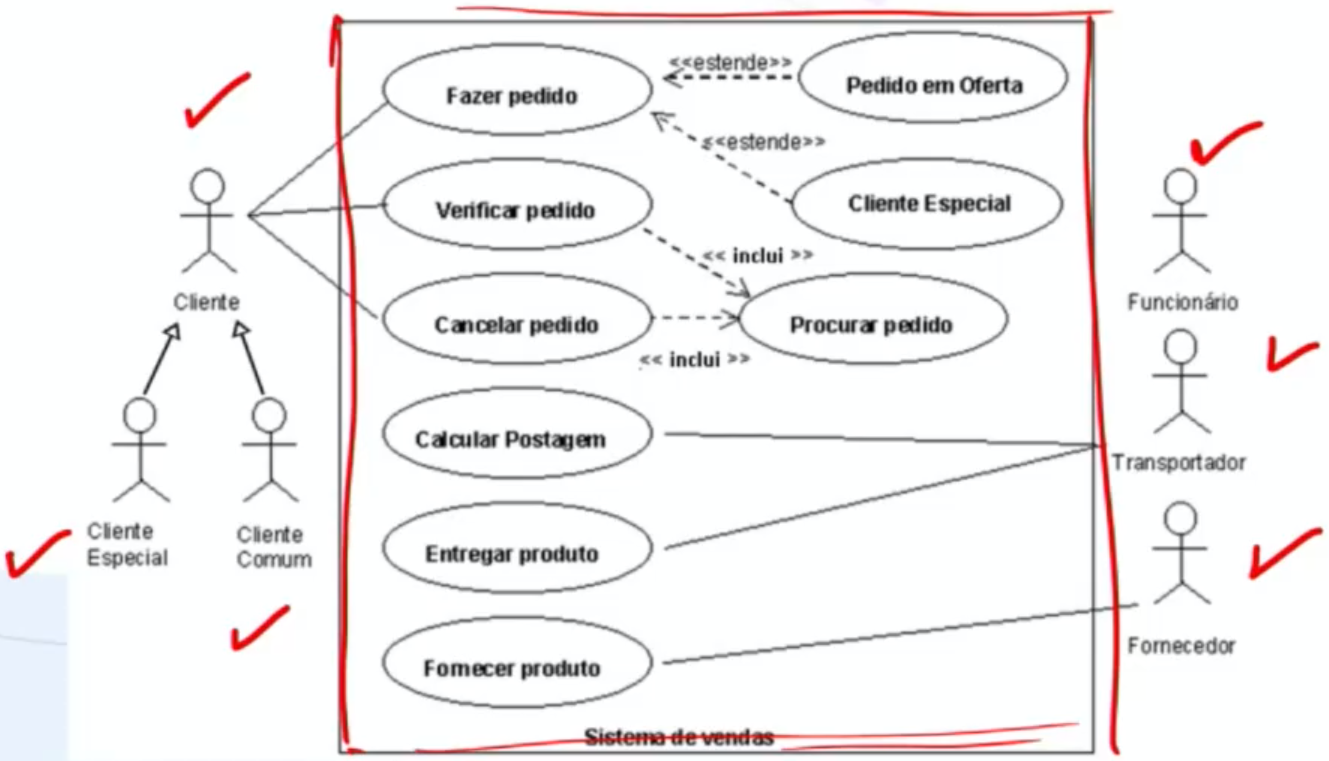 <<estende>>
Fazer pedido
Pedido em Oferta
<<estende>>
Verificar pedido
Cliente Especial
<< inclui >>
Cliente
Funcionário
Cancelar pedido
Procurar pedido
<< inclui >>
Calcular Postagem
Transportador
Cliente
Especial
Cliente
Comum
Entregar produto
Fornecedor
Fornecer produto
Sistema de vendas